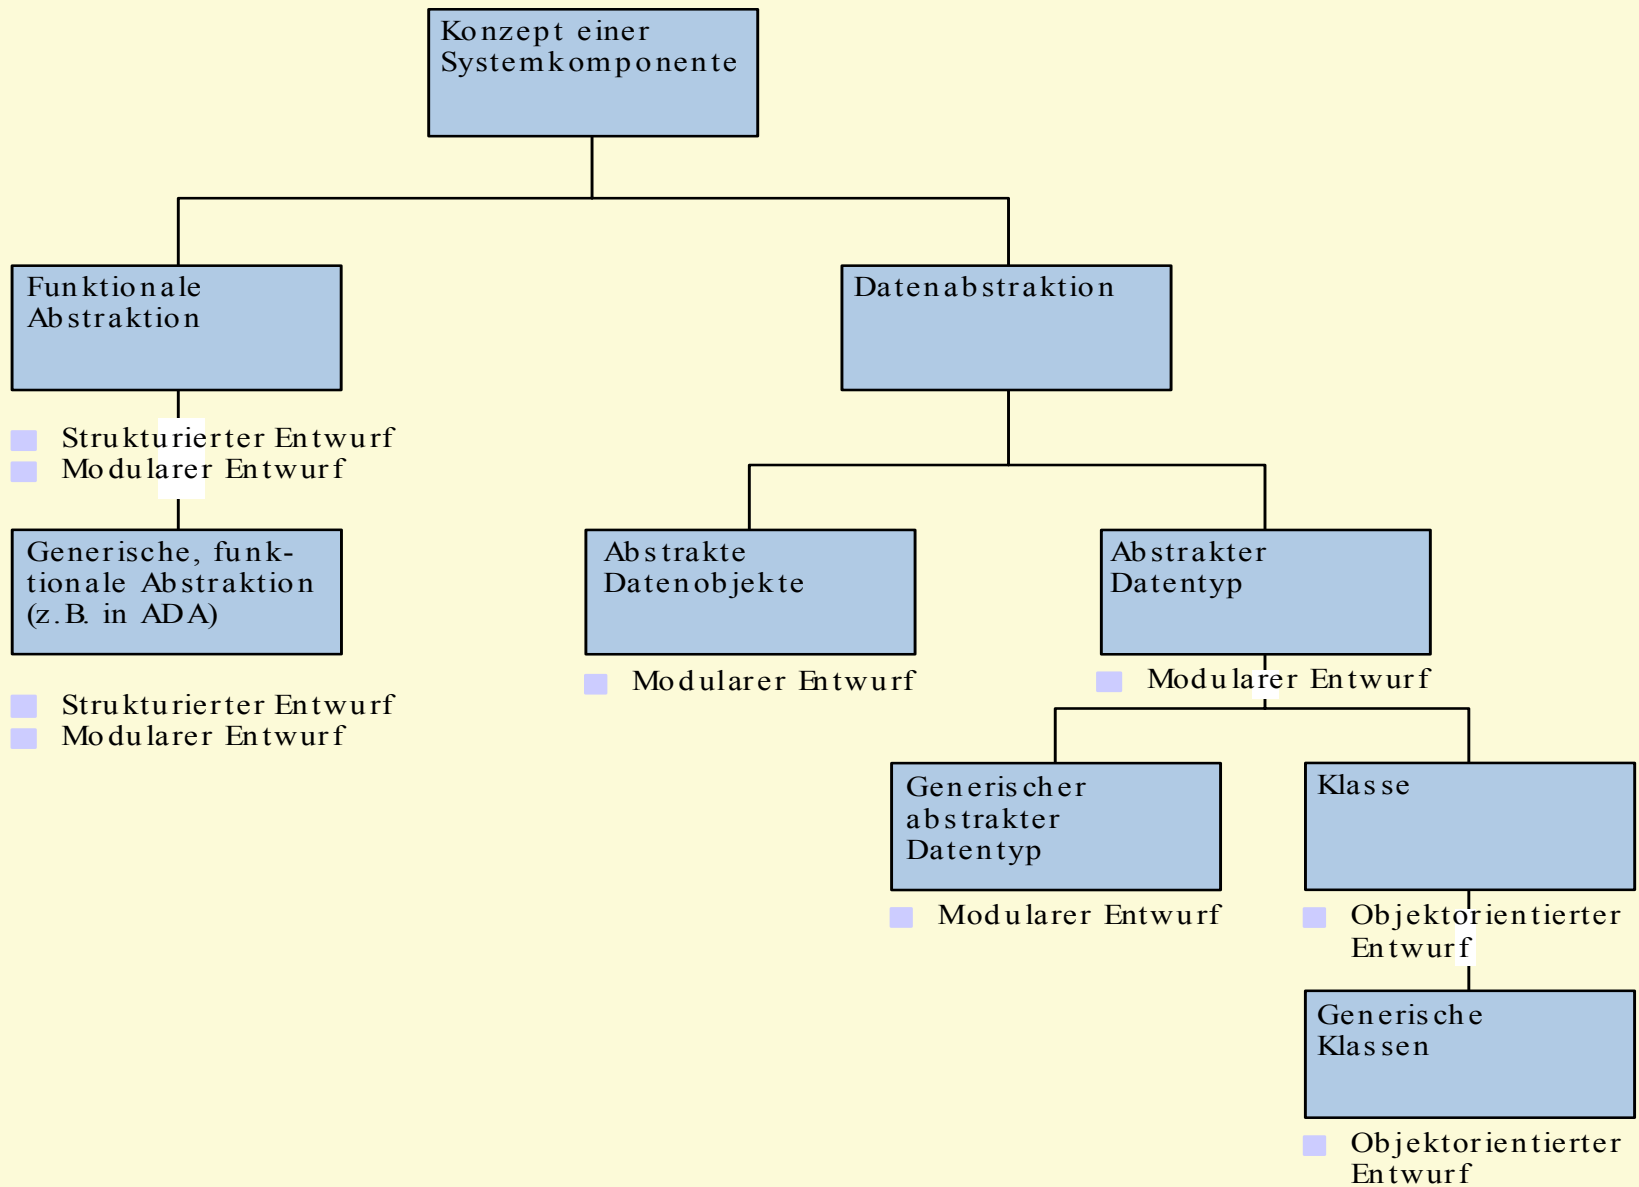 Konzept einer
Systemkomponente
Funktionale
Abstraktion
Datenabstraktion
Strukturierter Entwurf
Modularer Entwurf
Generische, funk-
tionale Abstraktion
(z.B. in ADA)
Abstrakte
Datenobjekte
Abstrakter
Datentyp
Modularer Entwurf
Modularer Entwurf
Strukturierter Entwurf
Modularer Entwurf
Generischer
abstrakter
Datentyp
Klasse
Modularer Entwurf
Objektorientierter
Entwurf
Generische
Klassen
Objektorientierter
Entwurf